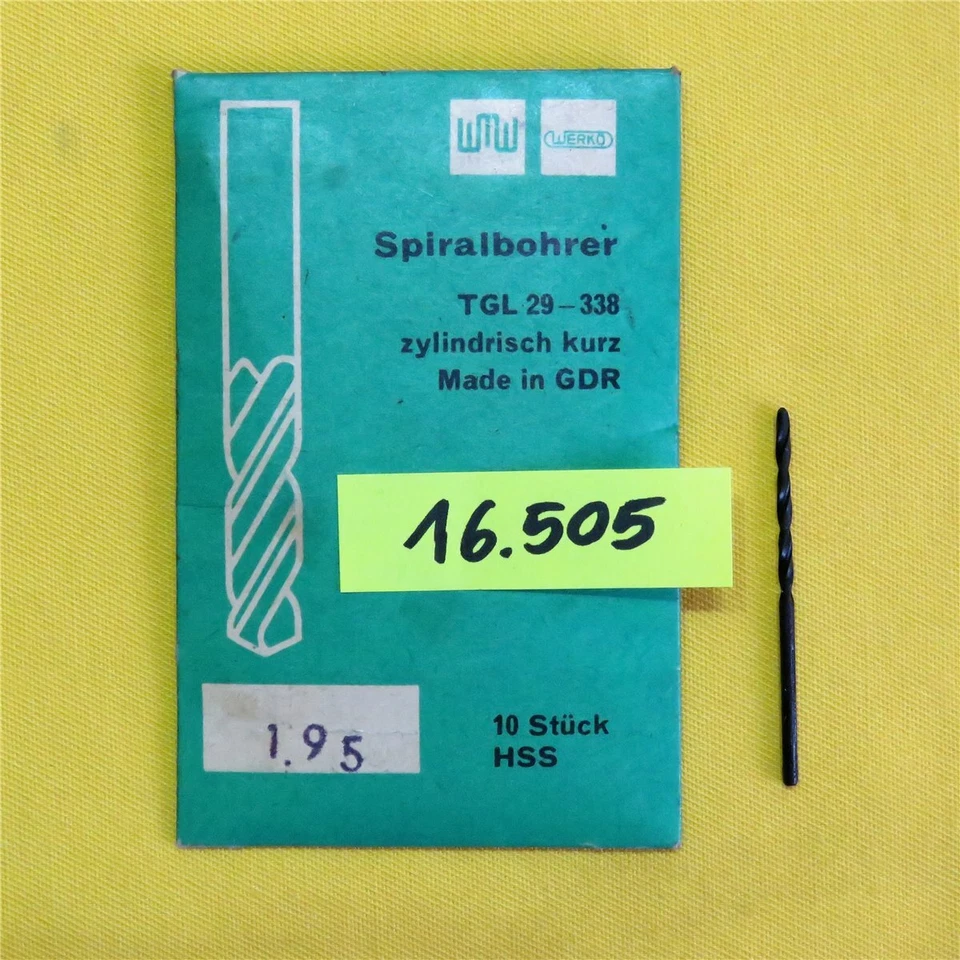 WMW WERKO
Spiralbohrer
TGL 29-338
zylindrisch kurz
Made in GDR
16.505
1.95
10 Stück
HSS